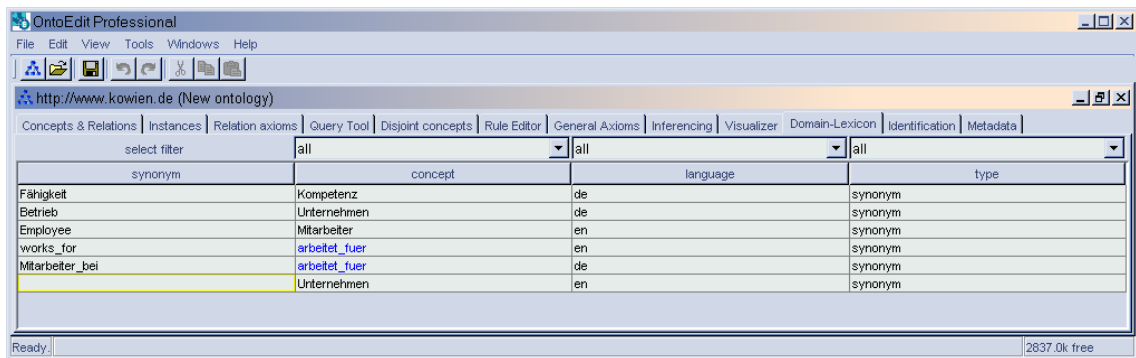 OntoEdit Professional
File Edit View Tools Windows Help
http://www.kowien.de (New ontology)
Concepts & Relations Instances Relation axioms Query Tool Disjoint concepts Rule Editor General Axioms Inferencing Visualizer Domain-Lexicon Identification Metadata
select filter all all all
synonym concept language type
Fähigkeit Kompetenz de synonym
Betrieb Unternehmen de synonym
Employee Mitarbeiter en synonym
works_for arbeitet_fuer en synonym
Mitarbeiter_bei arbeitet_fuer de synonym
Unternehmen en synonym
Ready. 2837.0k free